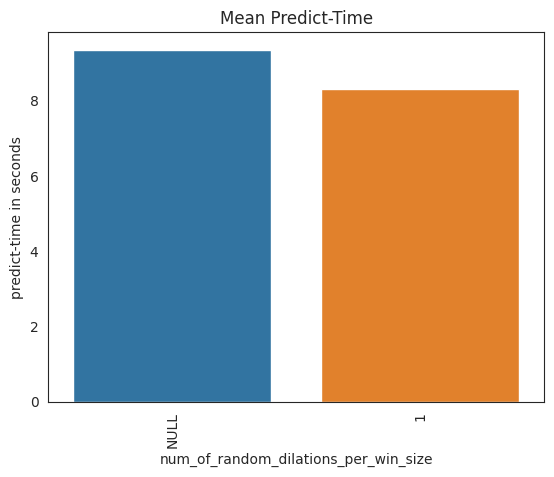 Mean Predict-Time
predict-time in seconds
8
6
4
2
0
NULL
1
num_of_random_dilations_per_win_size